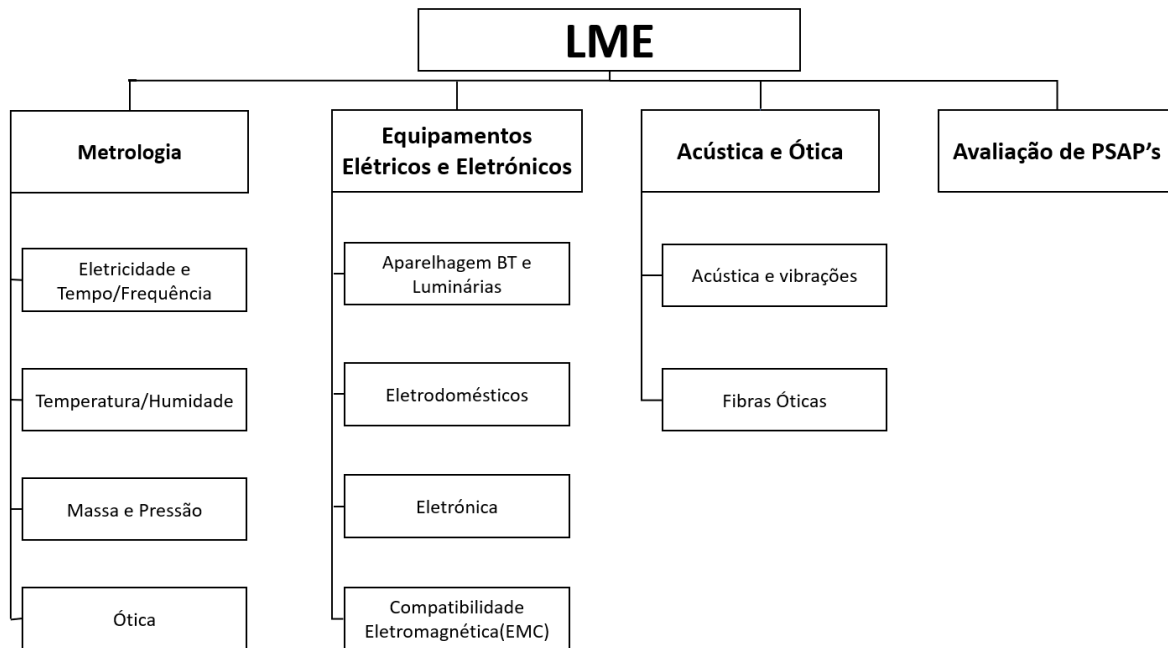 LME
Metrologia
Eletricidade e
Tempo/Frequência
Temperatura/Humidade
Massa e Pressão
Ótica
Equipamentos
Elétricos e Eletrónicos
Aparelhagem BT e
Luminárias
Eletrodomésticos
Eletrónica
Compatibilidade
Eletromagnética(EMC)
Acústica e Ótica
Acústica e vibrações
Fibras Óticas
Avaliação de PSAP’s